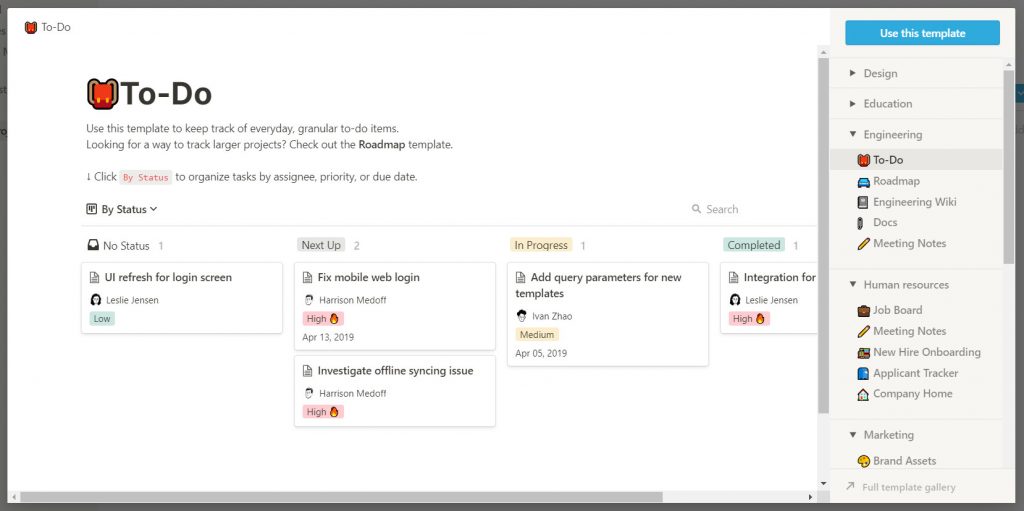 To-Do
Use this template
To-Do
Use this template to keep track of everyday, granular to-do items.
Looking for a way to track larger projects? Check out the Roadmap template.
↓ Click By Status to organize tasks by assignee, priority, or due date.
By Status
Search
No Status 1
UI refresh for login screen
Leslie Jensen
Low
Next Up 2
Fix mobile web login
Harrison Medoff
High
Apr 13, 2019
Investigate offline syncing issue
Harrison Medoff
High
In Progress 1
Add query parameters for new
templates
Ivan Zhao
Medium
Apr 05, 2019
Completed 1
Integration for
Leslie Jensen
High
Design
Education
Engineering
To-Do
Roadmap
Engineering Wiki
Docs
Meeting Notes
Human resources
Job Board
Meeting Notes
New Hire Onboarding
Applicant Tracker
Company Home
Marketing
Brand Assets
Full template gallery